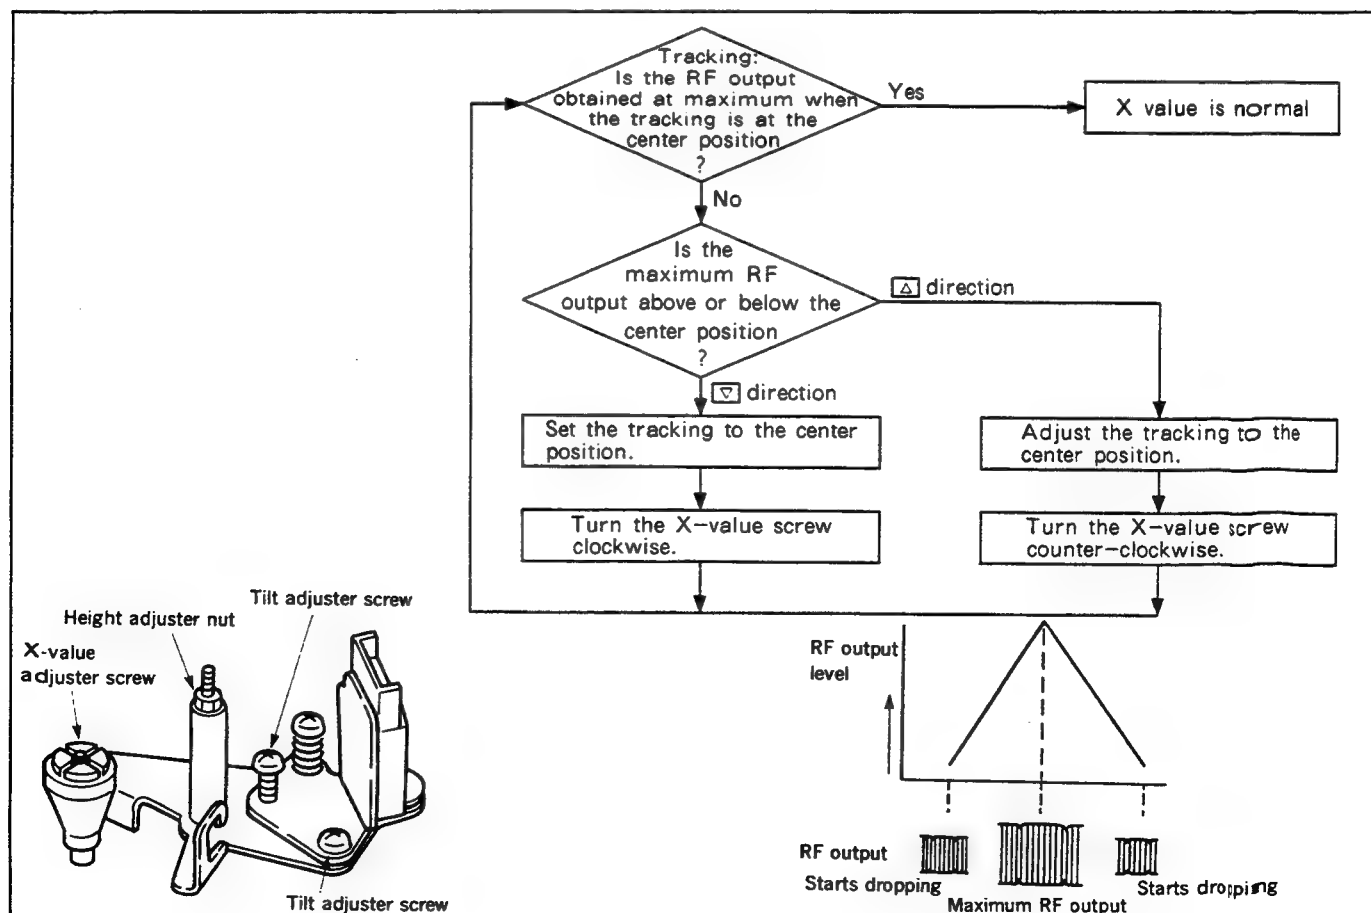 Tracking:
Is the RF output
obtained at maximum when
the tracking is at the
center position
?
Yes
X value is normal
No
Is the
maximum RF
output above or below the
center position
?
△ direction
▽ direction
Set the tracking to the center
position.
Adjust the tracking to the
center position.
Turn the X-value screw
clockwise.
Turn the X-value screw
counter-clockwise.
Tilt adjuster screw
Height adjuster nut
X-value
adjuster screw
Tilt adjuster screw
RF output
level
RF output
Starts dropping
Maximum RF output
Starts dropping